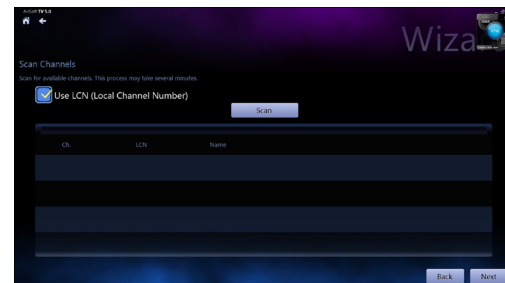 ArcSoft TV 5.0
Wiza
Scan Channels
Scan for available channels. This process may take several minutes.
Use LCN (Local Channel Number)
Scan
Ch. LCN Name
Back Next